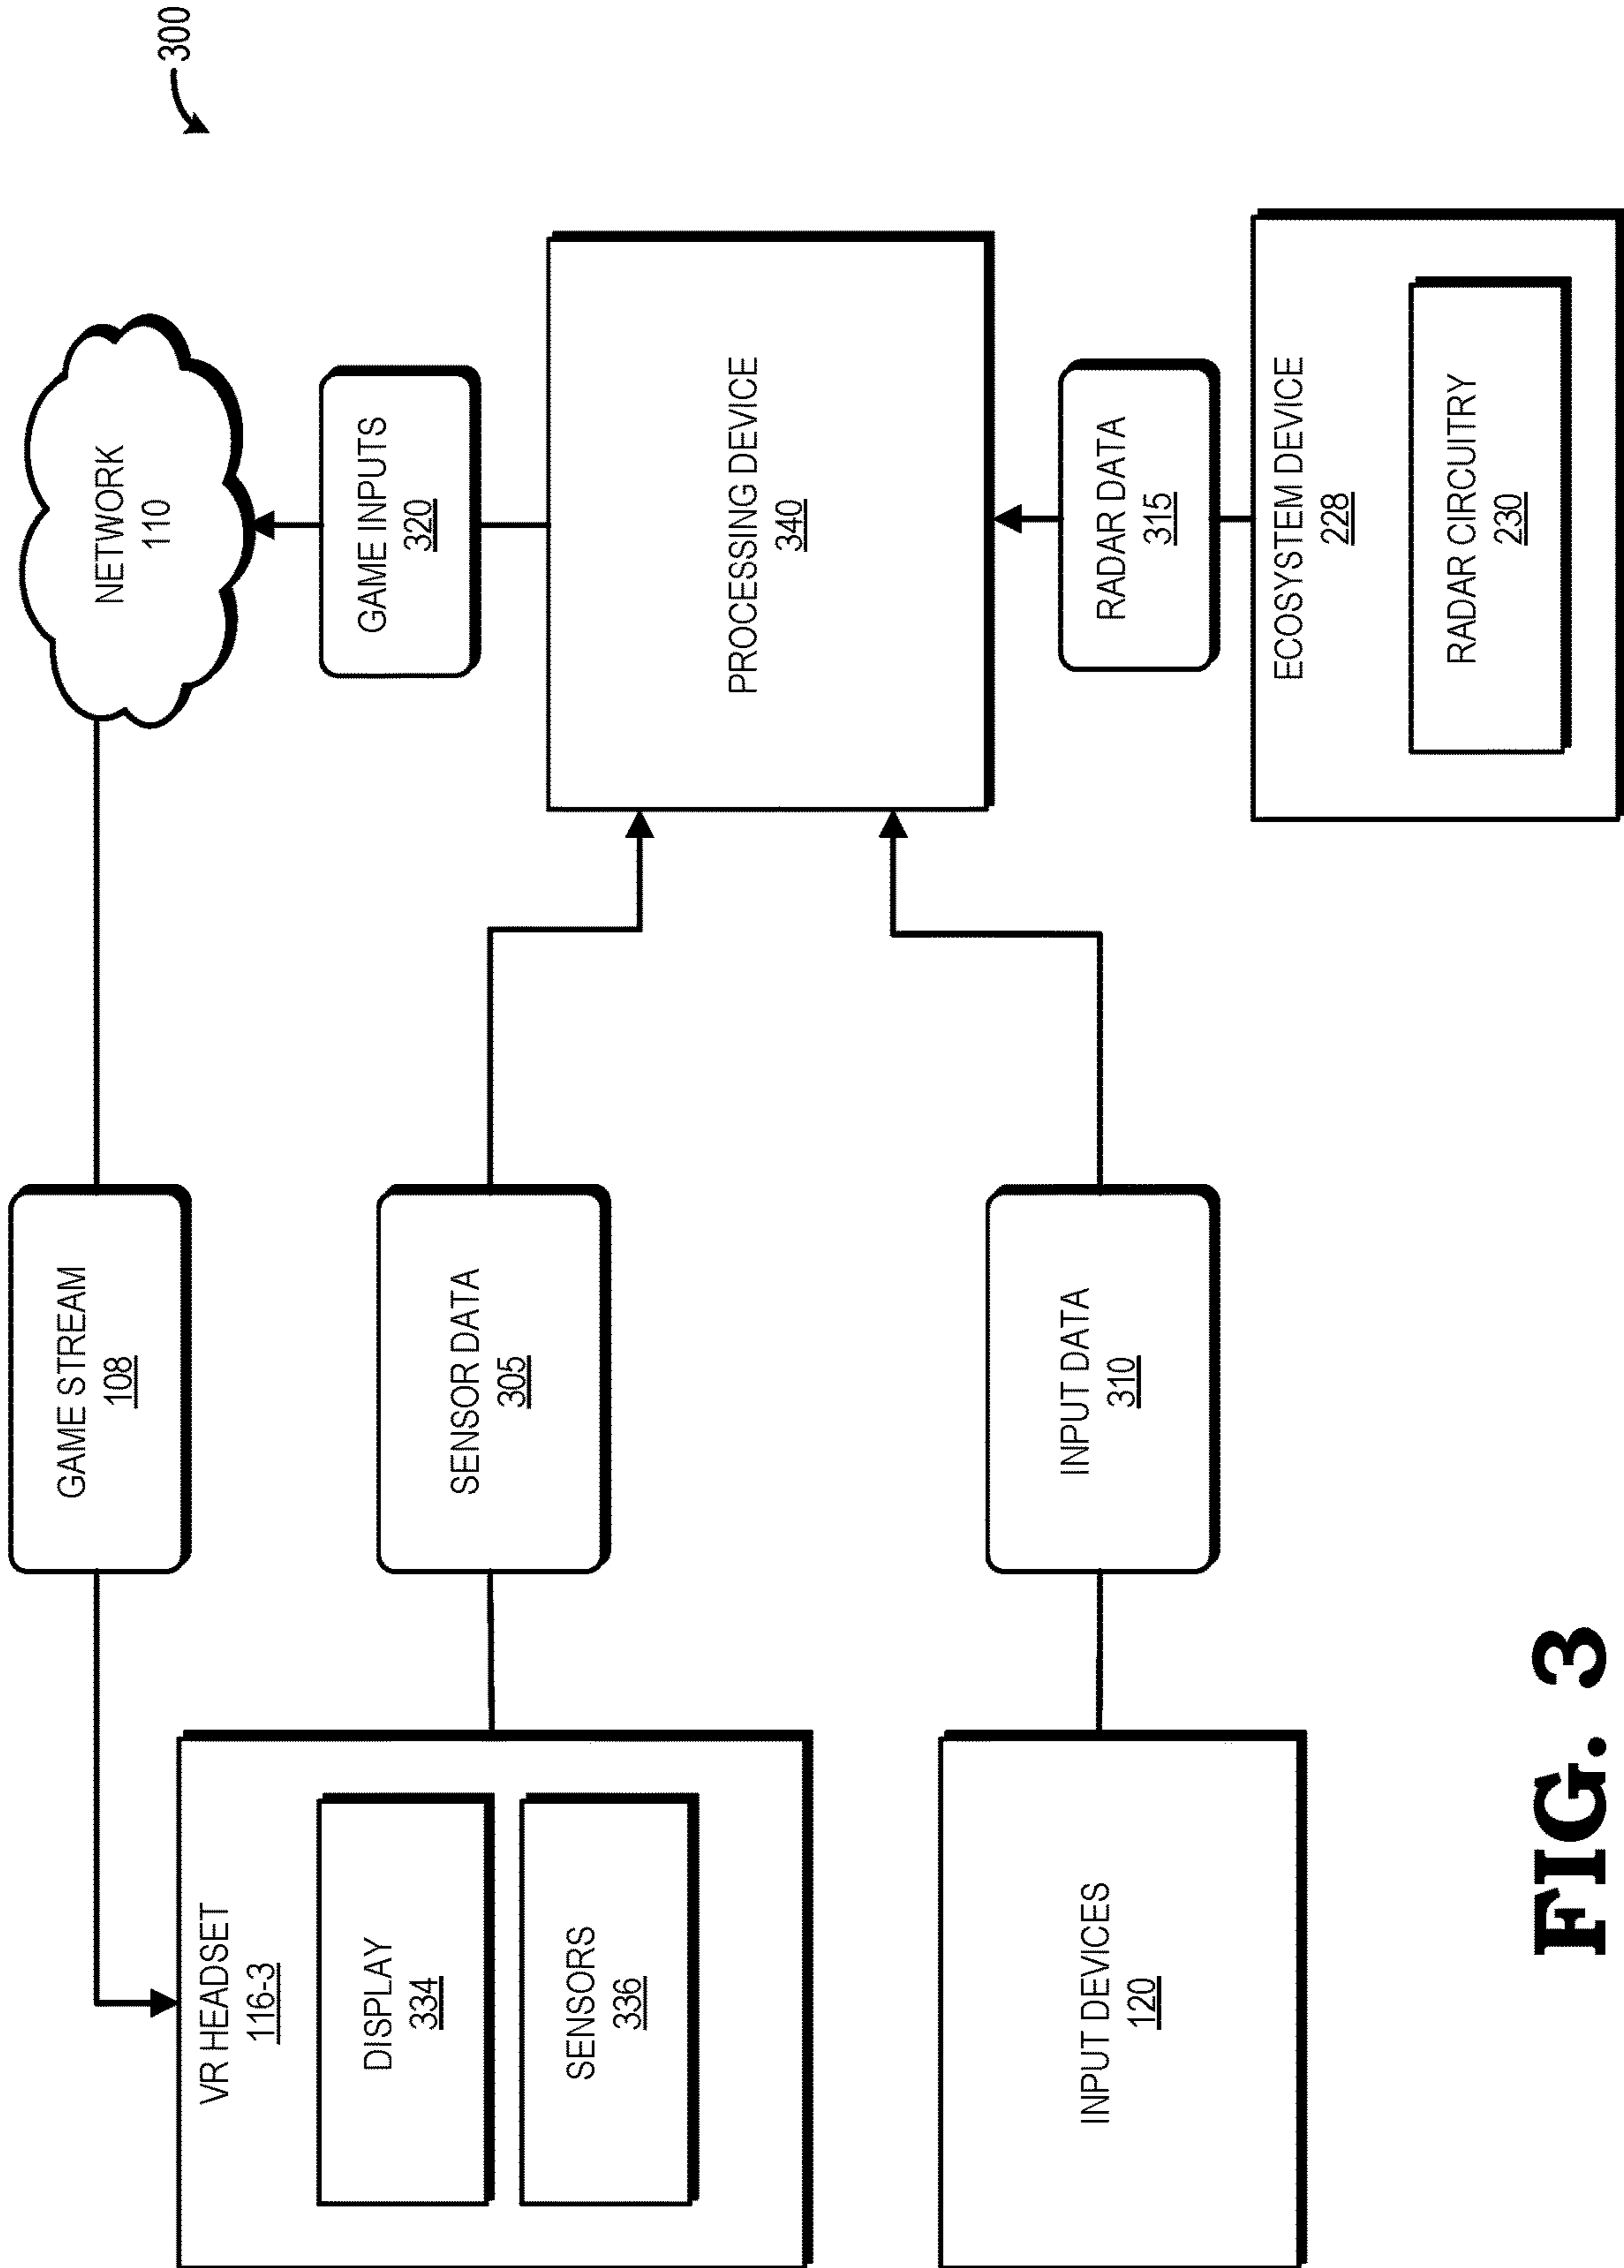 300
VR HEADSET
116-3
DISPLAY
334
SENSORS
336
GAME STREAM
108
NETWORK
110
SENSOR DATA
305
GAME INPUTS
320
PROCESSING DEVICE
340
INPUT DEVICES
120
INPUT DATA
310
RADAR DATA
315
ECOSYSTEM DEVICE
228
RADAR CIRCUITRY
230
FIG. 3